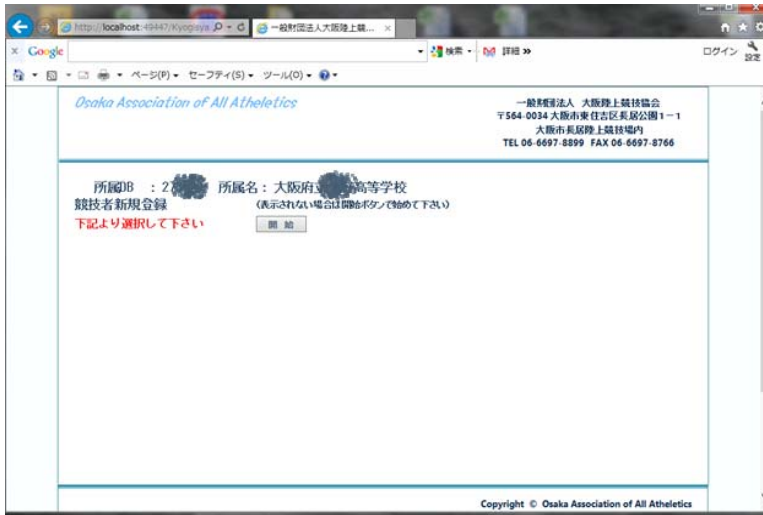 http://localhost:49447/Kyogisya
一般財団法人大阪陸上競...
Google
検索
詳細 »
ログイン
設定
ページ(P)
セーフティ(S)
ツール(O)
Osaka Association of All Atheletics
一般財団法人 大阪陸上競技協会
〒564-0034 大阪市東住吉区長居公園1-1
大阪市長居陸上競技場内
TEL 06-6697-8899 FAX 06-6697-8766
所属DB : 27 所属名: 大阪府立 高等学校
競技者新規登録 (表示されない場合は開始ボタンで始めて下さい)
下記より選択して下さい 開 始
Copyright © Osaka Association of All Atheletics